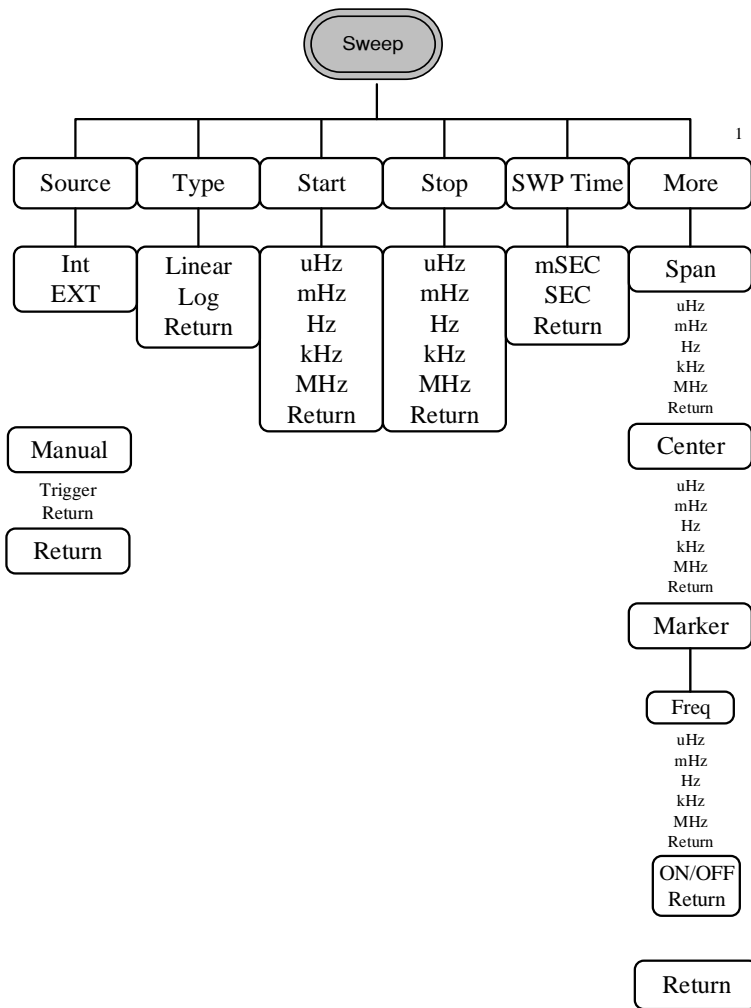 Sweep
1
Source
Type
Start
Stop
SWP Time
More
Int
EXT
Linear
Log
Return
uHz
mHz
Hz
kHz
MHz
Return
uHz
mHz
Hz
kHz
MHz
Return
mSEC
SEC
Return
Span
uHz
mHz
Hz
kHz
MHz
Return
Manual
Trigger
Return
Return
Center
uHz
mHz
Hz
kHz
MHz
Return
Marker
Freq
uHz
mHz
Hz
kHz
MHz
Return
ON/OFF
Return
Return